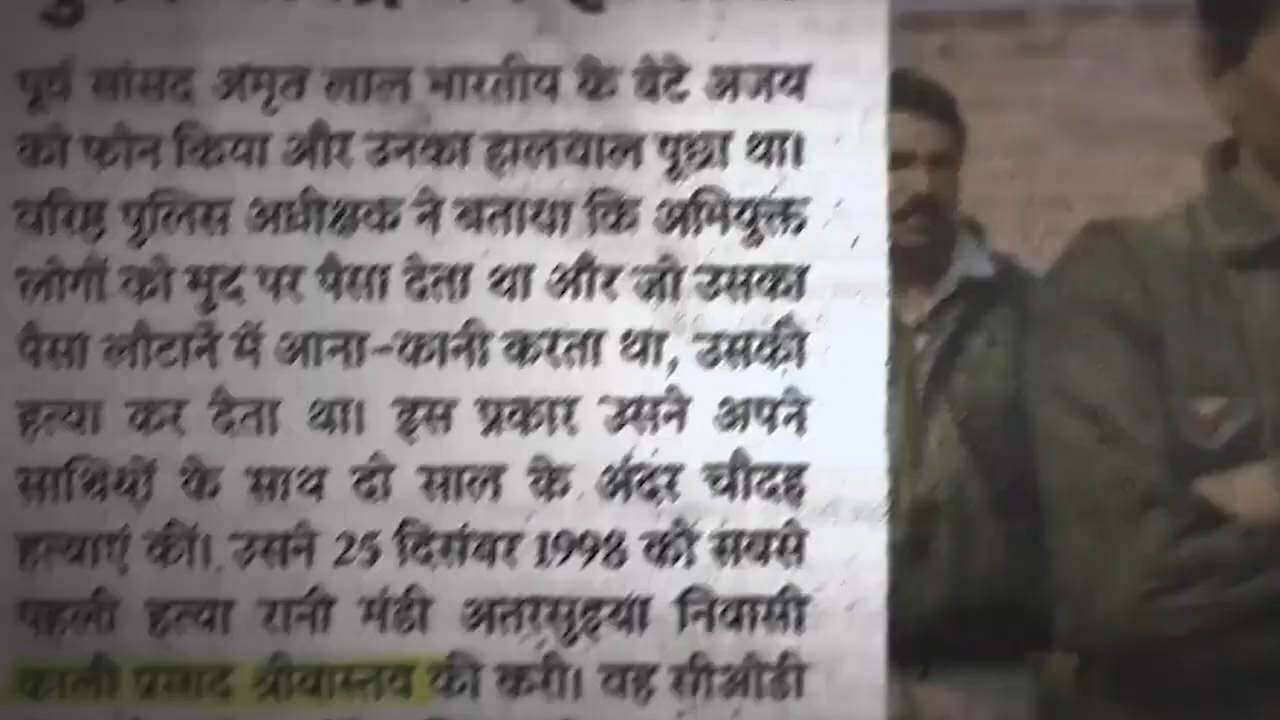 पूर्व सांसद अमृत लाल भारतीय के बेटे अजय
को फोन किया और उनका हालचाल पूछा था।
वरिष्ठ पुलिस अधीक्षक ने बताया कि अभियुक्त
लोगों को सूद पर पैसा देता था और जो उसका
पैसा लौटाने में आना-कानी करता था, उसकी
हत्या कर देता था। इस प्रकार उसने अपने
साथियों के साथ दो साल के अंदर चौदह
हत्याएं कीं। उसने 25 दिसंबर 1998 को सबसे
पहली हत्या रानी मंडी अतरसुइया निवासी
काली प्रसाद श्रीवास्तव की करी। वह सीओडी